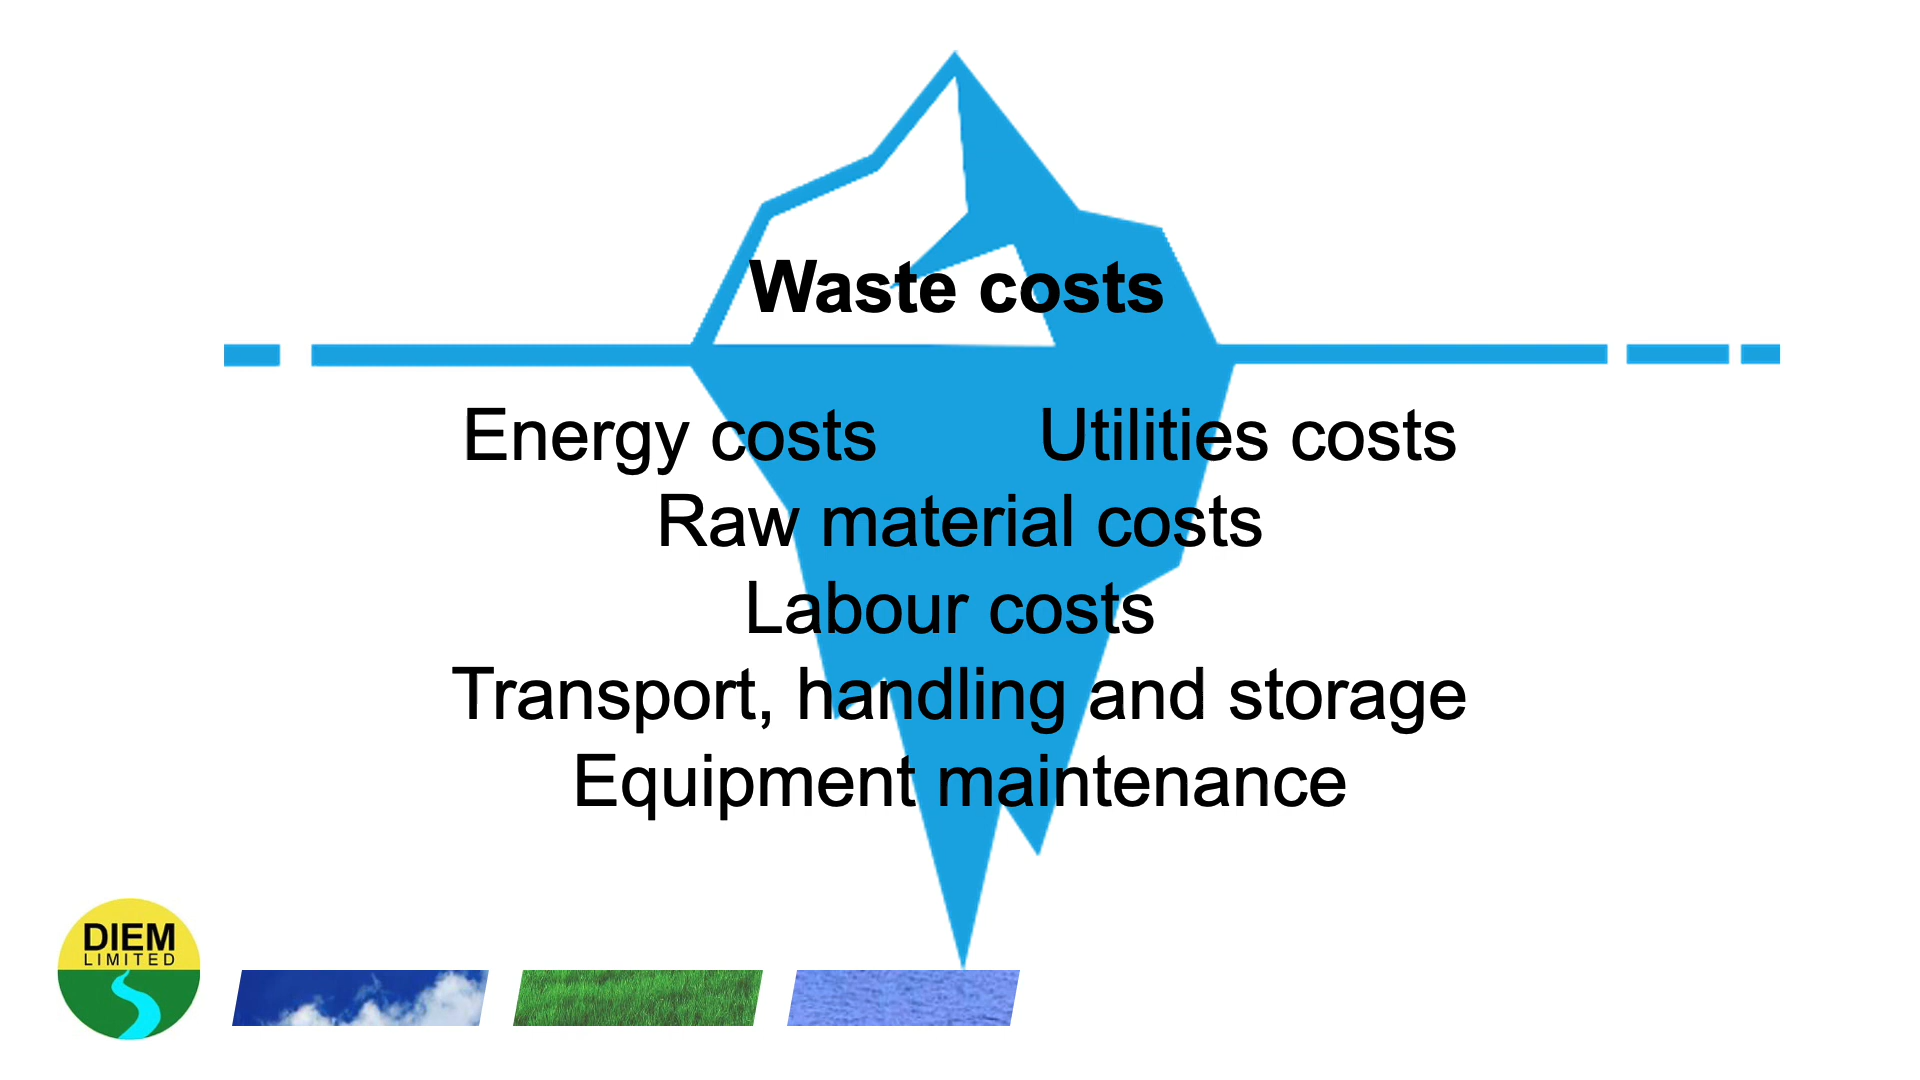 Waste costs
Energy costs Utilities costs
Raw material costs
Labour costs
Transport, handling and storage
Equipment maintenance
DIEM
LIMITED